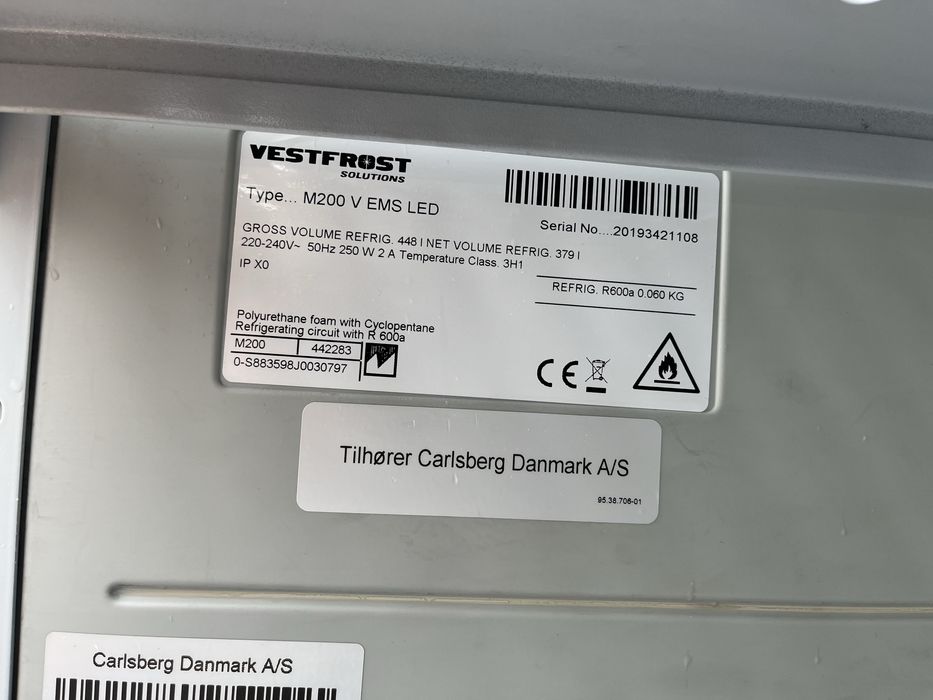 VESTFROST
SOLUTIONS
Type... M200 V EMS LED
Serial No....20193421108
GROSS VOLUME REFRIG. 448 l NET VOLUME REFRIG. 379 l
220-240V~ 50Hz 250 W 2 A Temperature Class. 3H1
IP X0
REFRIG. R600a 0.060 KG
Polyurethane foam with Cyclopentane
Refrigerating circuit with R 600a
M200 442283
0-S883598J0030797
CE
Tilhører Carlsberg Danmark A/S
95.38.706-01
Carlsberg Danmark A/S